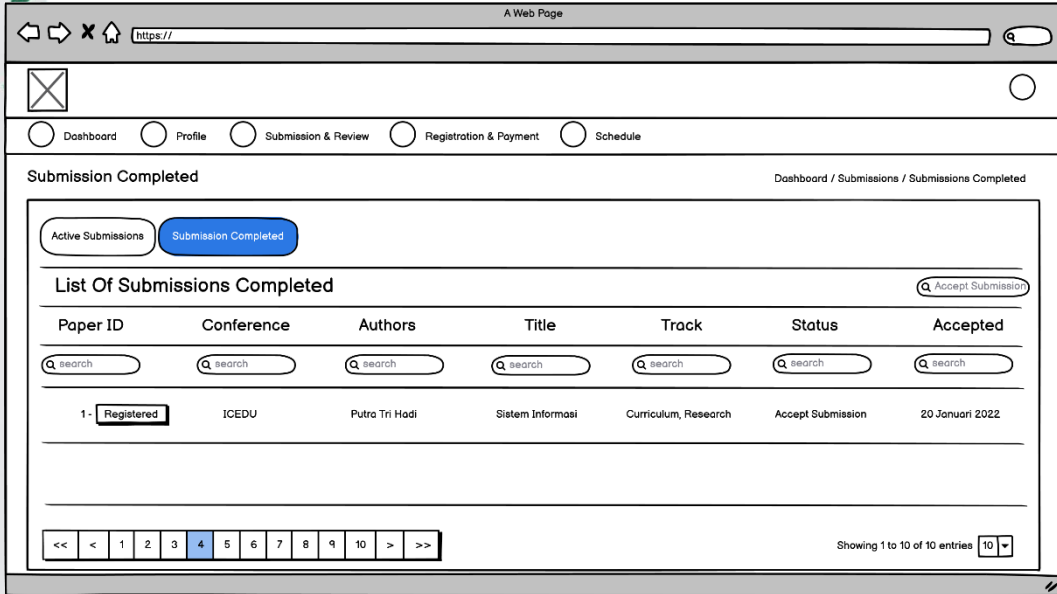 A Web Page
https://
Dashboard Profile Submission & Review Registration & Payment Schedule
Submission Completed Dashboard / Submissions / Submissions Completed
Active Submissions Submission Completed
List Of Submissions Completed Accept Submission
Paper ID Conference Authors Title Track Status Accepted
search search search search search search search
1 - Registered ICEDU Putra Tri Hadi Sistem Informasi Curriculum, Research Accept Submission 20 Januari 2022
<< < 1 2 3 4 5 6 7 8 9 10 > >> Showing 1 to 10 of 10 entries 10